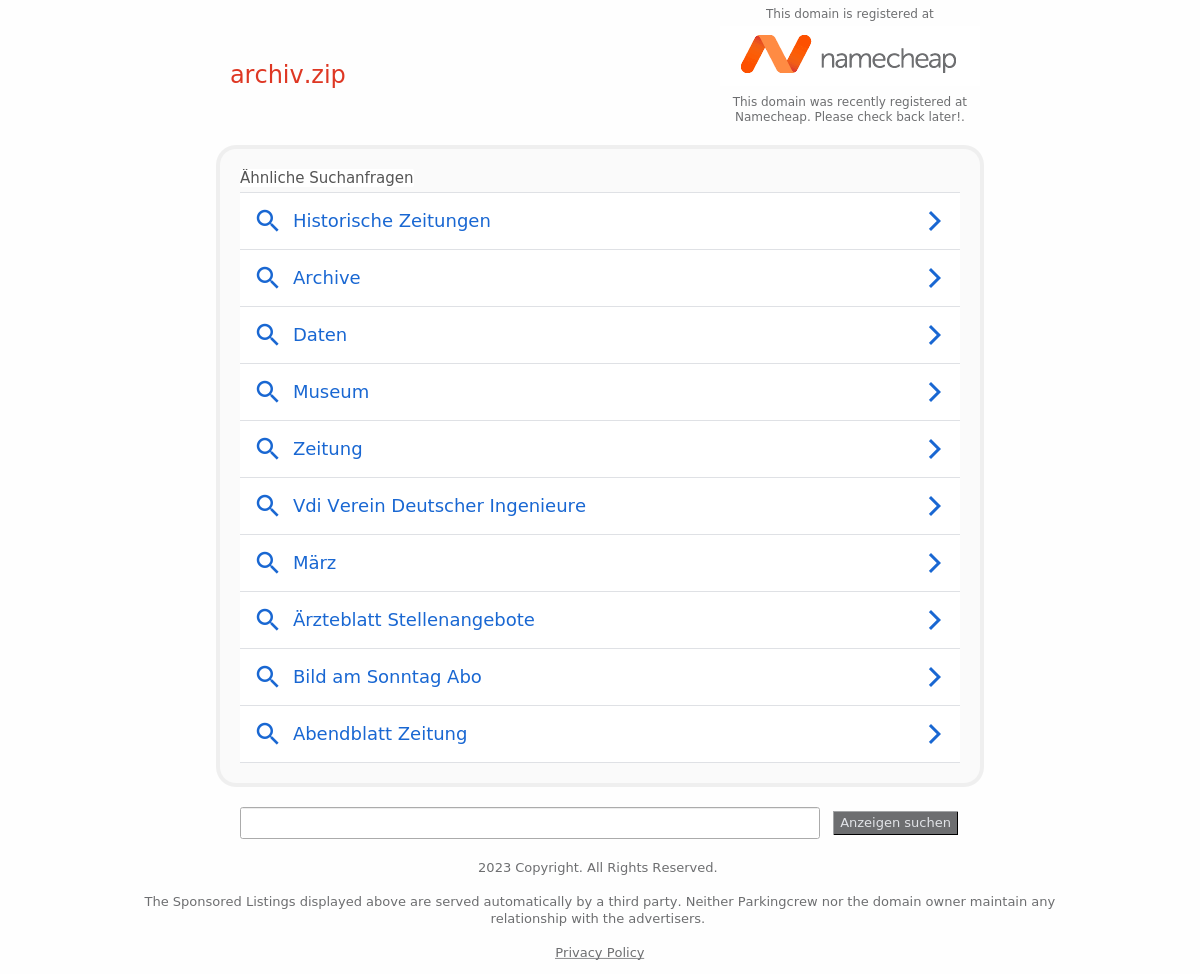 This domain is registered at
namecheap
archiv.zip
This domain was recently registered at
Namecheap. Please check back later!.
Ähnliche Suchanfragen
Historische Zeitungen
Archive
Daten
Museum
Zeitung
Vdi Verein Deutscher Ingenieure
März
Ärzteblatt Stellenangebote
Bild am Sonntag Abo
Abendblatt Zeitung
Anzeigen suchen
2023 Copyright. All Rights Reserved.
The Sponsored Listings displayed above are served automatically by a third party. Neither Parkingcrew nor the domain owner maintain any
relationship with the advertisers.
Privacy Policy